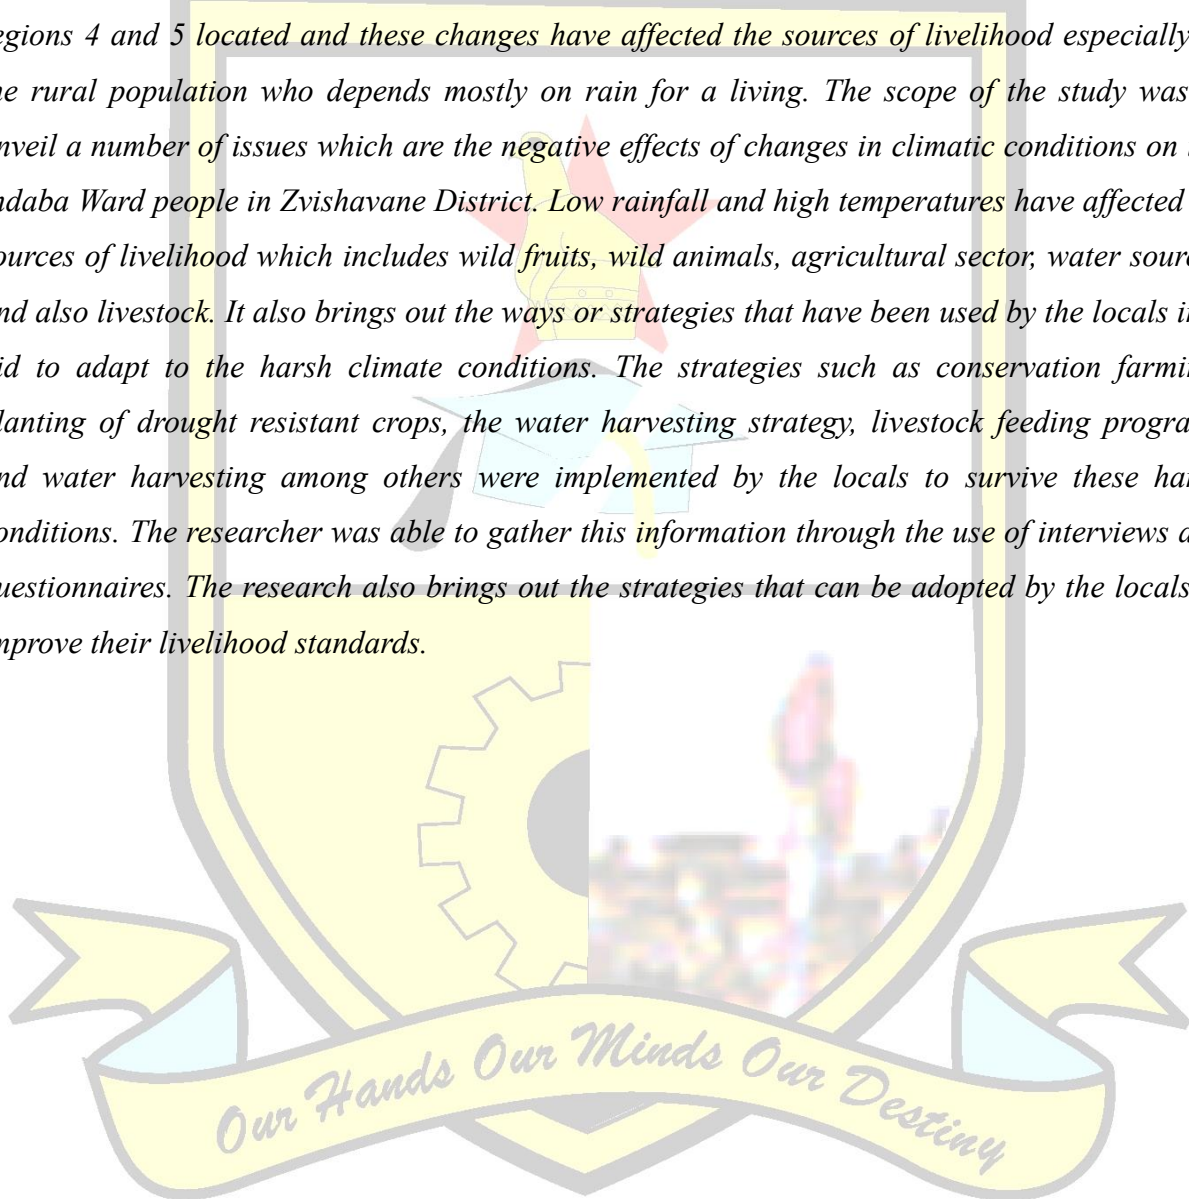 egions 4 and 5 located and these changes have affected the sources of livelihood especially
he rural population who depends mostly on rain for a living. The scope of the study was
nveil a number of issues which are the negative effects of changes in climatic conditions on
ndaba Ward people in Zvishavane District. Low rainfall and high temperatures have affected
ources of livelihood which includes wild fruits, wild animals, agricultural sector, water sourc
nd also livestock. It also brings out the ways or strategies that have been used by the locals i
id to adapt to the harsh climate conditions. The strategies such as conservation farmi
lanting of drought resistant crops, the water harvesting strategy, livestock feeding progra
nd water harvesting among others were implemented by the locals to survive these har
onditions. The researcher was able to gather this information through the use of interviews a
uestionnaires. The research also brings out the strategies that can be adopted by the locals
mprove their livelihood standards.
Our Hands Our Minds Our Destiny